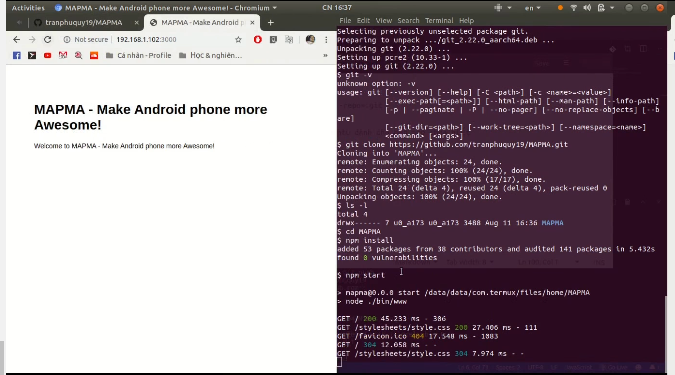 Activities
MAPMA - Make Android ph... - Chromium
CN 16:37
en
tranphuquy19/MAPMA
MAPMA - Make Android ph
Not secure
192.168.1.102:3000
Cá nhân - Profile
Học & nghiên...
MAPMA - Make Android phone more
Awesome!
Welcome to MAPMA - Make Android phone more Awesome!
File Edit View Search Terminal Help
Selecting previously unselected package git.
Preparing to unpack .../git_2.22.0_aarch64.deb ...
Unpacking git (2.22.0) ...
Setting up pcre2 (10.33-1) ...
Setting up git (2.22.0) ...
$ git -v
unknown option: -v
usage: git [--version] [--help] [-C <path>] [-c <name>=<value>]
[--exec-path[=<path>]] [--html-path] [--man-path] [--info-path]
[-p | --paginate | -P | --no-pager] [--no-replace-objects] [--b
are]
[--git-dir=<path>] [--work-tree=<path>] [--namespace=<name>]
<command> [<args>]
$ git clone https://github.com/tranphuquy19/MAPMA.git
Cloning into 'MAPMA'...
remote: Enumerating objects: 24, done.
remote: Counting objects: 100% (24/24), done.
remote: Compressing objects: 100% (17/17), done.
remote: Total 24 (delta 4), reused 24 (delta 4), pack-reused 0
Unpacking objects: 100% (24/24), done.
$ ls -l
total 4
drwx------ 7 u0_a173 u0_a173 3488 Aug 11 16:36 MAPMA
$ cd MAPMA
$ npm install
added 53 packages from 38 contributors and audited 141 packages in 5.432s
found 0 vulnerabilities
$ npm start
> mapma@0.0.0 start /data/data/com.termux/files/home/MAPMA
> node ./bin/www
GET / 200 45.233 ms - 306
GET /stylesheets/style.css 200 27.406 ms - 111
GET /favicon.ico 404 17.548 ms - 1083
GET / 304 12.058 ms - -
GET /stylesheets/style.css 304 7.974 ms - -